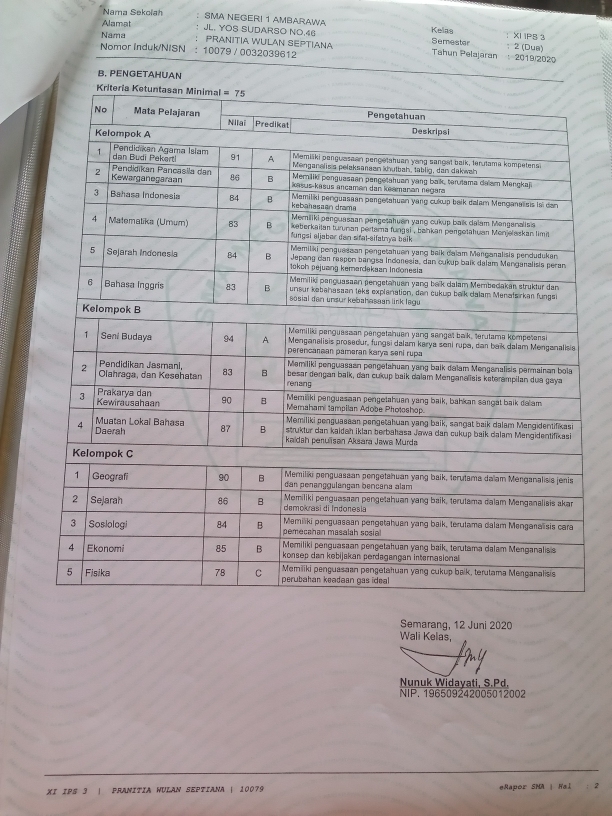 Nama Sekolah : SMA NEGERI 1 AMBARAWA
Alamat : JL. YOS SUDARSO NO.46
Nama : PRANITIA WULAN SEPTIANA
Nomor Induk/NISN : 10079 / 0032039612
Kelas : XI IPS 3
Semester : 2 (Dua)
Tahun Pelajaran : 2019/2020
B. PENGETAHUAN
Kriteria Ketuntasan Minimal = 75
No Mata Pelajaran Pengetahuan
Nilai Predikat Deskripsi
Kelompok A
1 Pendidikan Agama Islam dan Budi Pekerti 91 A Memiliki penguasaan pengetahuan yang sangat baik, terutama kompetensi
Menganalisis pelaksanaan khutbah, tablig, dan dakwah
2 Pendidikan Pancasila dan Kewarganegaraan 86 B Memiliki penguasaan pengetahuan yang baik, terutama dalam Mengkaji
kasus-kasus ancaman dan keamanan negara
3 Bahasa Indonesia 84 B Memiliki penguasaan pengetahuan yang cukup baik dalam Menganalisis isi dan
kebahasaan drama
4 Matematika (Umum) 83 B Memiliki penguasaan pengetahuan yang cukup baik dalam Menganalisis
keberkaitan turunan pertama fungsi , bahkan pengetahuan Menjelaskan limit
fungsi aljabar dan sifat-sifatnya baik
5 Sejarah Indonesia 84 B Memiliki penguasaan pengetahuan yang baik dalam Menganalisis pendudukan
Jepang dan respon bangsa Indonesia, dan cukup baik dalam Menganalisis peran
tokoh pejuang kemerdekaan Indonesia
6 Bahasa Inggris 83 B Memiliki penguasaan pengetahuan yang baik dalam Membedakan struktur dan
unsur kebahasaan teks explanation, dan cukup baik dalam Menafsirkan fungsi
sosial dan unsur kebahasaan lirik lagu
Kelompok B
1 Seni Budaya 94 A Memiliki penguasaan pengetahuan yang sangat baik, terutama kompetensi
Menganalisis prosedur, fungsi dalam karya seni rupa, dan baik dalam Menganalisis
perencanaan pameran karya seni rupa
2 Pendidikan Jasmani, Olahraga, dan Kesehatan 83 B Memiliki penguasaan pengetahuan yang baik dalam Menganalisis permainan bola
besar dengan baik, dan cukup baik dalam Menganalisis keterampilan dua gaya
renang
3 Prakarya dan Kewirausahaan 90 B Memiliki penguasaan pengetahuan yang baik, bahkan sangat baik dalam
Memahami tampilan Adobe Photoshop.
4 Muatan Lokal Bahasa Daerah 87 B Memiliki penguasaan pengetahuan yang baik, sangat baik dalam Mengidentifikasi
struktur dan kaidah iklan berbahasa Jawa dan cukup baik dalam Mengidentifikasi
kaidah penulisan Aksara Jawa Murda
Kelompok C
1 Geografi 90 B Memiliki penguasaan pengetahuan yang baik, terutama dalam Menganalisis jenis
dan penanggulangan bencana alam
2 Sejarah 86 B Memiliki penguasaan pengetahuan yang baik, terutama dalam Menganalisis akar
demokrasi di Indonesia
3 Sosiologi 84 B Memiliki penguasaan pengetahuan yang baik, terutama dalam Menganalisis cara
pemecahan masalah sosial
4 Ekonomi 85 B Memiliki penguasaan pengetahuan yang baik, terutama dalam Menganalisis
konsep dan kebijakan perdagangan internasional
5 Fisika 78 C Memiliki penguasaan pengetahuan yang cukup baik, terutama Menganalisis
perubahan keadaan gas ideal
Semarang, 12 Juni 2020
Wali Kelas,
Nunuk Widayati, S.Pd.
NIP. 196509242005012002
XI IPS 3 | PRANITIA WULAN SEPTIANA | 10079
eRapor SMA | Hal : 2